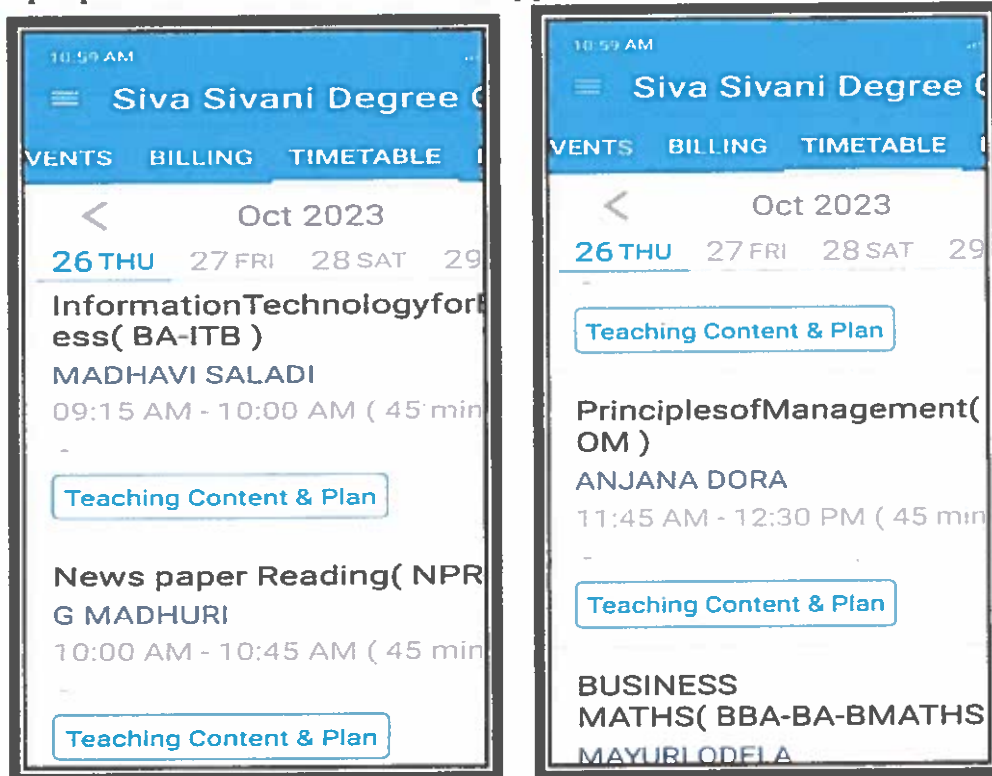 10:59 AM
Siva Sivani Degree C
VENTS BILLING TIMETABLE
Oct 2023
26 THU 27 FRI 28 SAT 29
InformationTechnologyforB
ess( BA-ITB )
MADHAVI SALADI
09:15 AM - 10:00 AM ( 45 min
-
Teaching Content & Plan
News paper Reading( NPR
G MADHURI
10:00 AM - 10:45 AM ( 45 min
-
Teaching Content & Plan
10:59 AM
Siva Sivani Degree C
VENTS BILLING TIMETABLE
Oct 2023
26 THU 27 FRI 28 SAT 29
-
Teaching Content & Plan
PrinciplesofManagement(
OM )
ANJANA DORA
11:45 AM - 12:30 PM ( 45 min
-
Teaching Content & Plan
BUSINESS
MATHS( BBA-BA-BMATHS
MAYURI ODELA